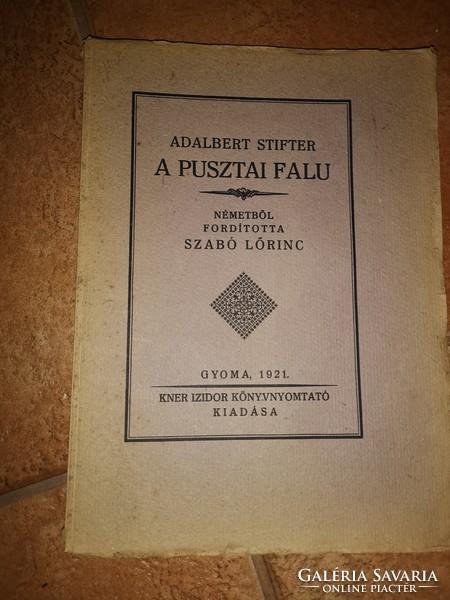 ADALBERT STIFTER
A PUSZTAI FALU
NÉMETBŐL
FORDÍTOTTA
SZABÓ LŐRINC
GYOMA, 1921.
KNER IZIDOR KÖNYVNYOMTATÓ
KIADÁSA
GALÉRIA SAVARIA
ONLINE PIACTÉR